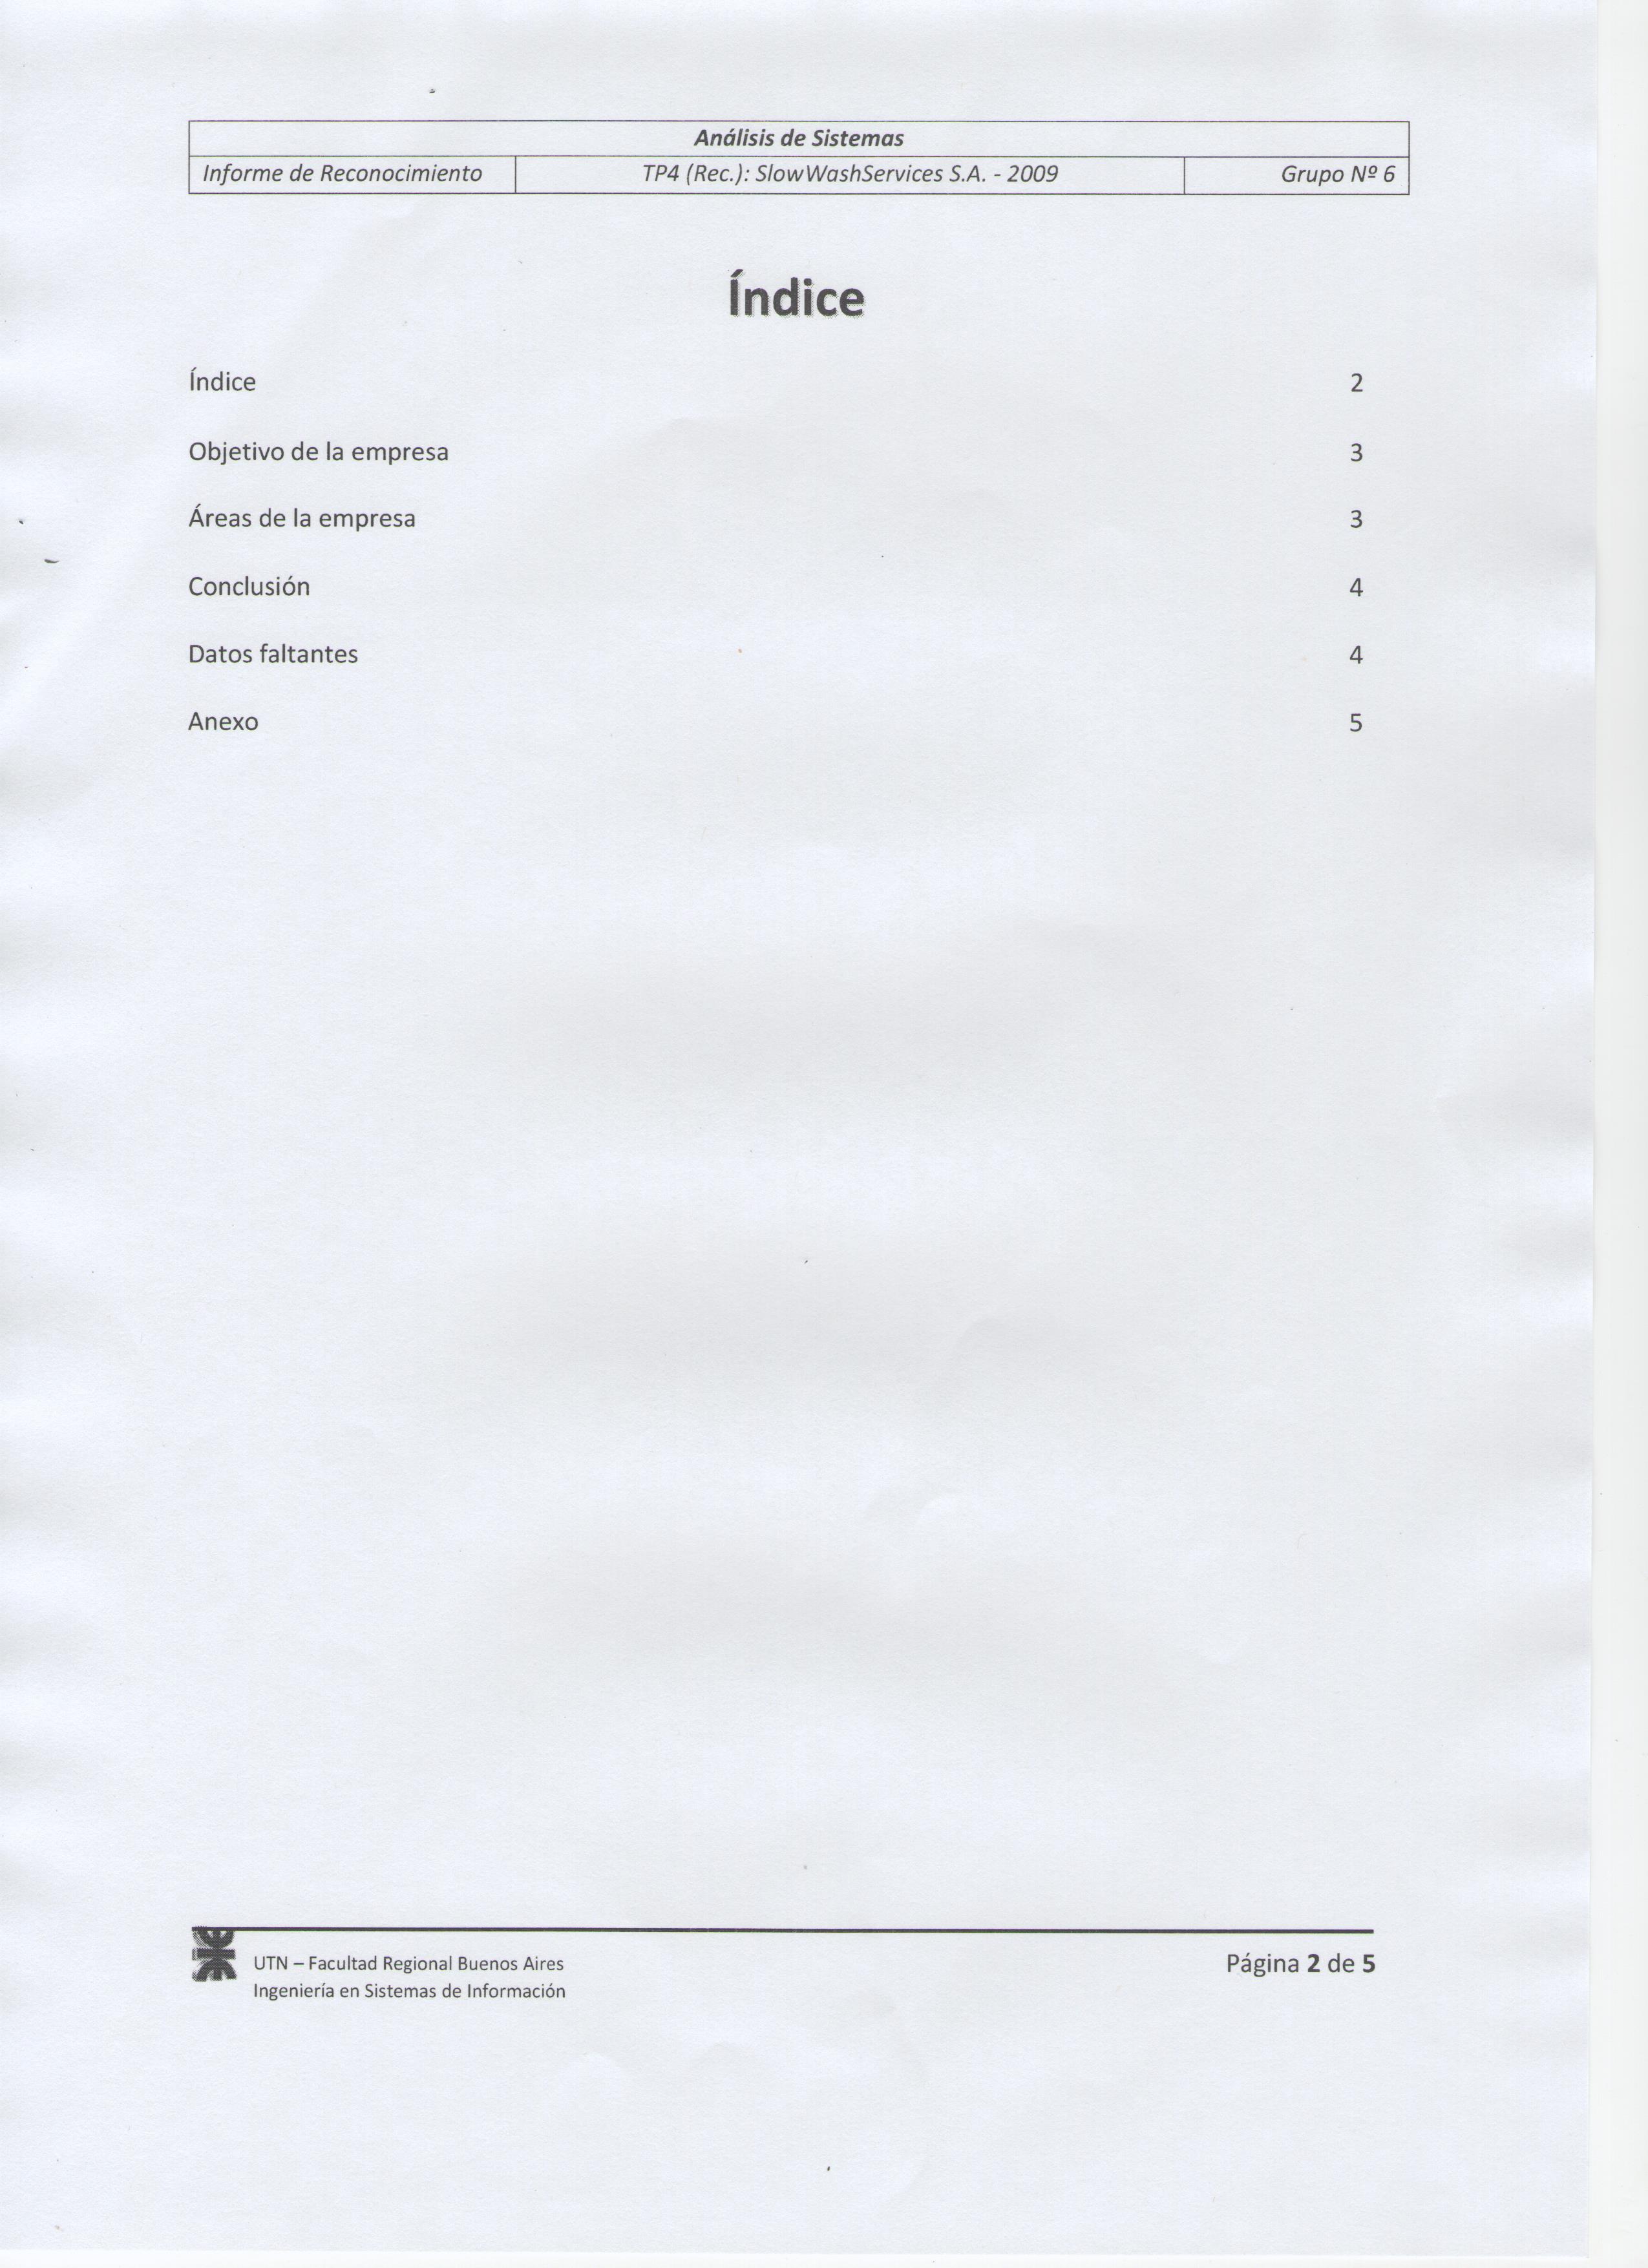 Análisis de Sistemas
Informe de Reconocimiento TP4 (Rec.): SlowWashServices S.A. - 2009 Grupo Nº 6
Índice
Índice 2
Objetivo de la empresa 3
Áreas de la empresa 3
Conclusión 4
Datos faltantes 4
Anexo 5
UTN – Facultad Regional Buenos Aires Página 2 de 5
Ingeniería en Sistemas de Información